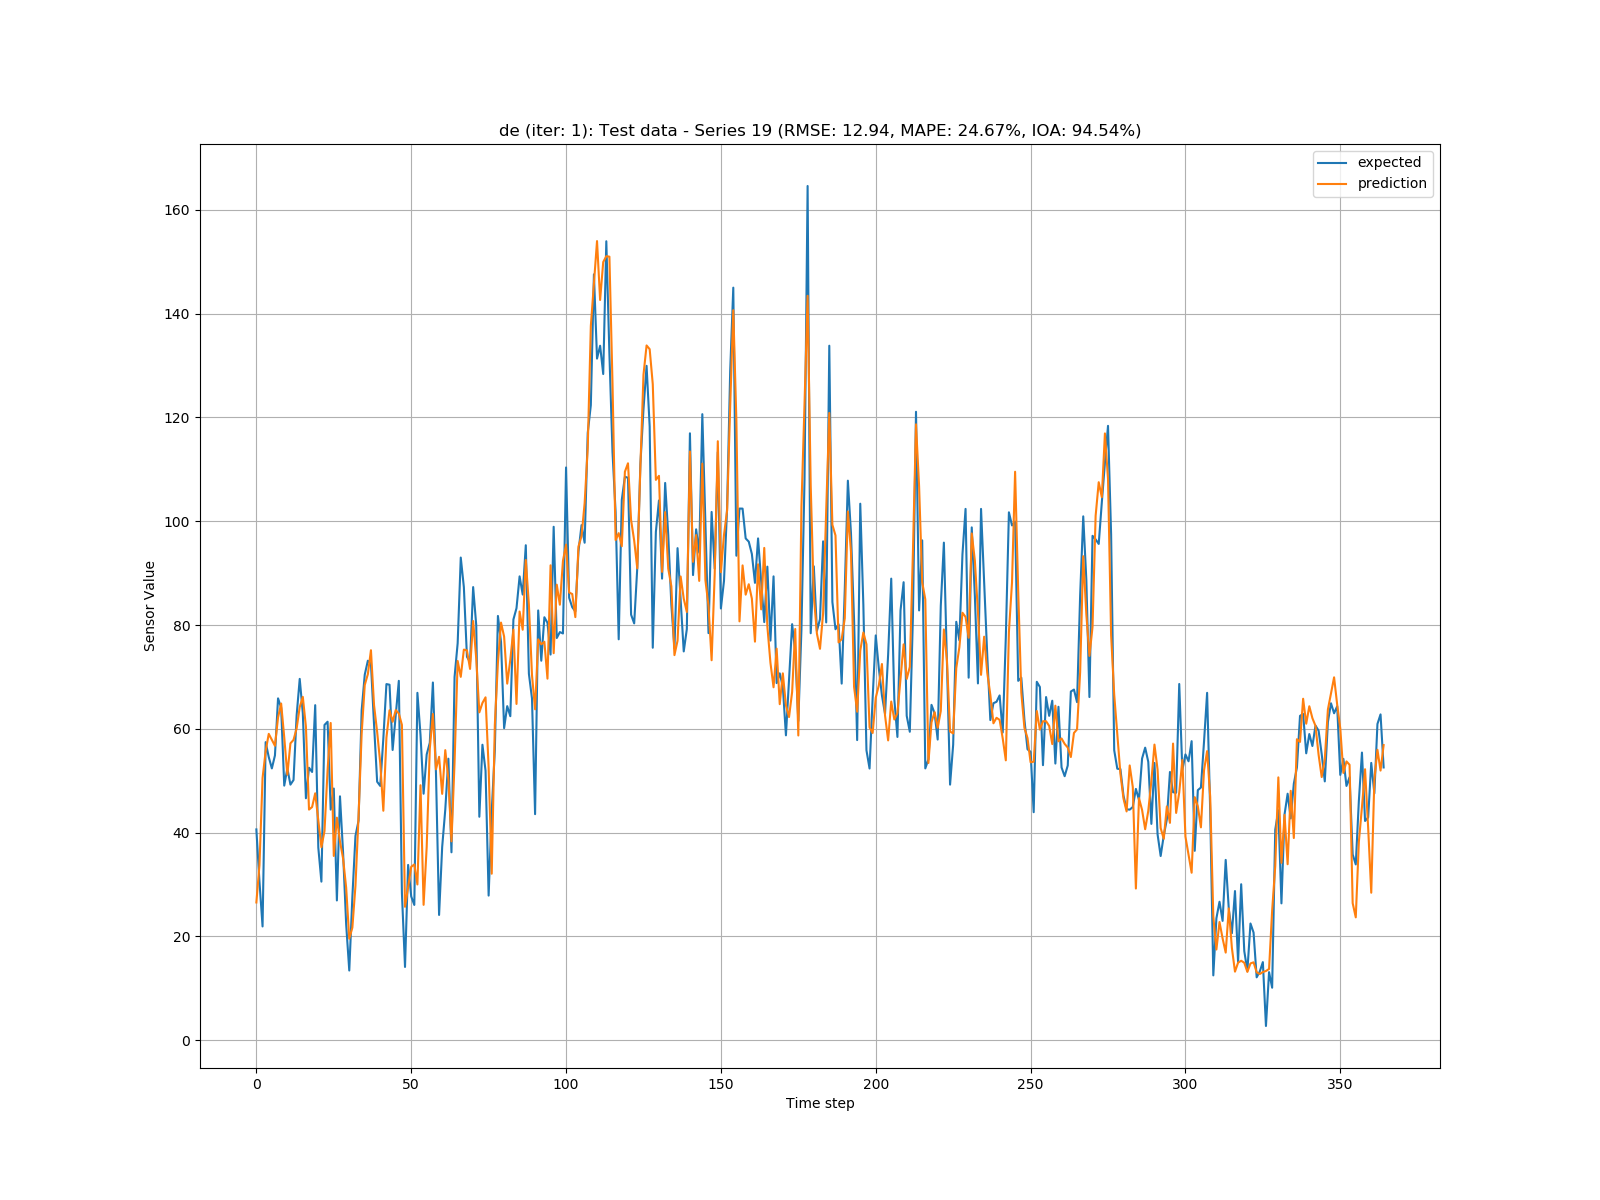 de (iter: 1): Test data - Series 19 (RMSE: 12.94, MAPE: 24.67%, IOA: 94.54%)
expected
prediction
160
140
120
100
80
60
40
20
0
Sensor Value
0 50 100 150 200 250 300 350
Time step